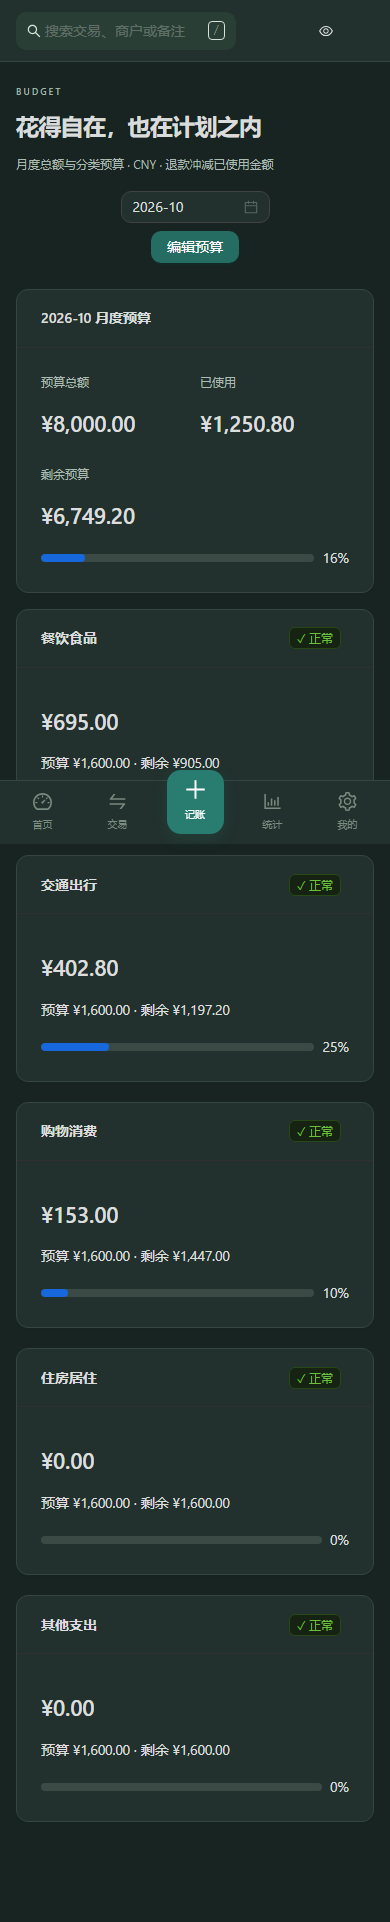 搜索交易、商户或备注 /
BUDGET
花得自在，也在计划之内
月度总额与分类预算 · CNY · 退款冲减已使用金额
2026-10
编辑预算
2026-10 月度预算
预算总额 已使用
¥8,000.00 ¥1,250.80
剩余预算
¥6,749.20
16%
餐饮食品 ✓ 正常
¥695.00
预算 ¥1,600.00 · 剩余 ¥905.00
首页 交易 记账 统计 我的
交通出行 ✓ 正常
¥402.80
预算 ¥1,600.00 · 剩余 ¥1,197.20
25%
购物消费 ✓ 正常
¥153.00
预算 ¥1,600.00 · 剩余 ¥1,447.00
10%
住房居住 ✓ 正常
¥0.00
预算 ¥1,600.00 · 剩余 ¥1,600.00
0%
其他支出 ✓ 正常
¥0.00
预算 ¥1,600.00 · 剩余 ¥1,600.00
0%